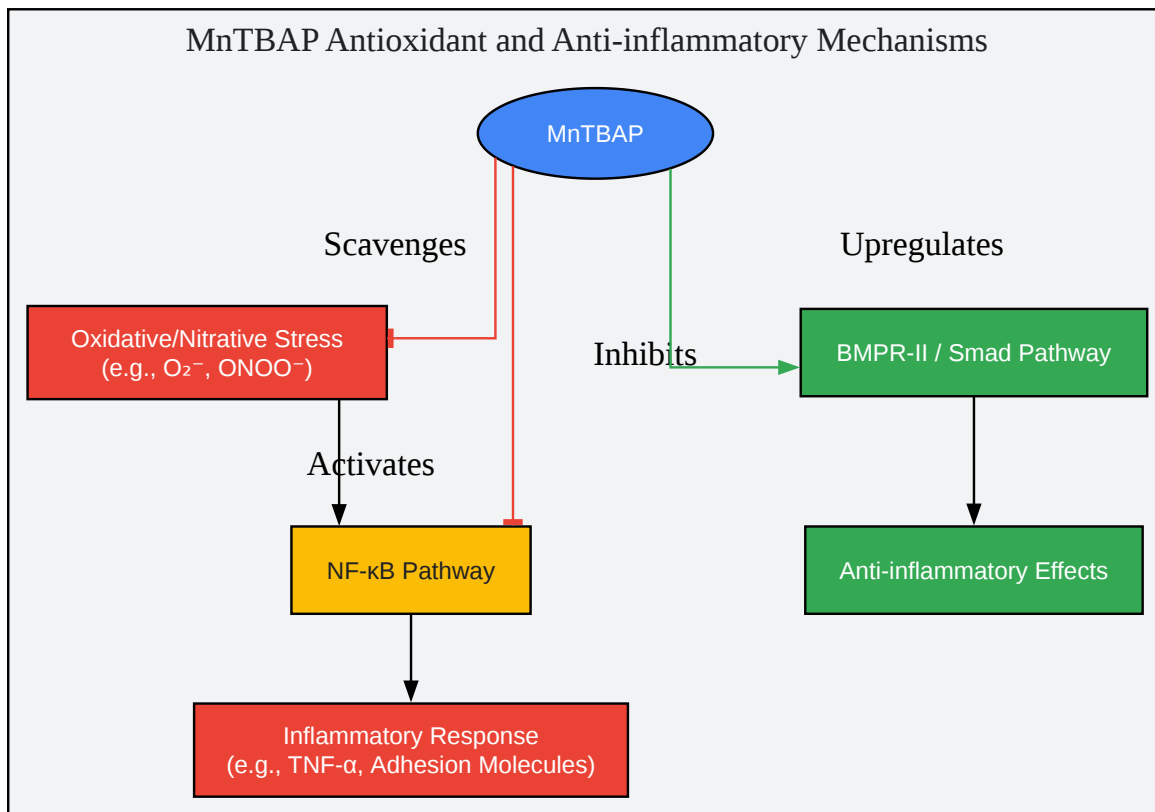 MnTBAP Antioxidant and Anti-inflammatory Mechanisms
MnTBAP
Scavenges
Upregulates
Oxidative/Nitrative Stress
(e.g., O₂⁻, ONOO⁻)
Inhibits
BMPR-II / Smad Pathway
Activates
NF-κB Pathway
Anti-inflammatory Effects
Inflammatory Response
(e.g., TNF-α, Adhesion Molecules)